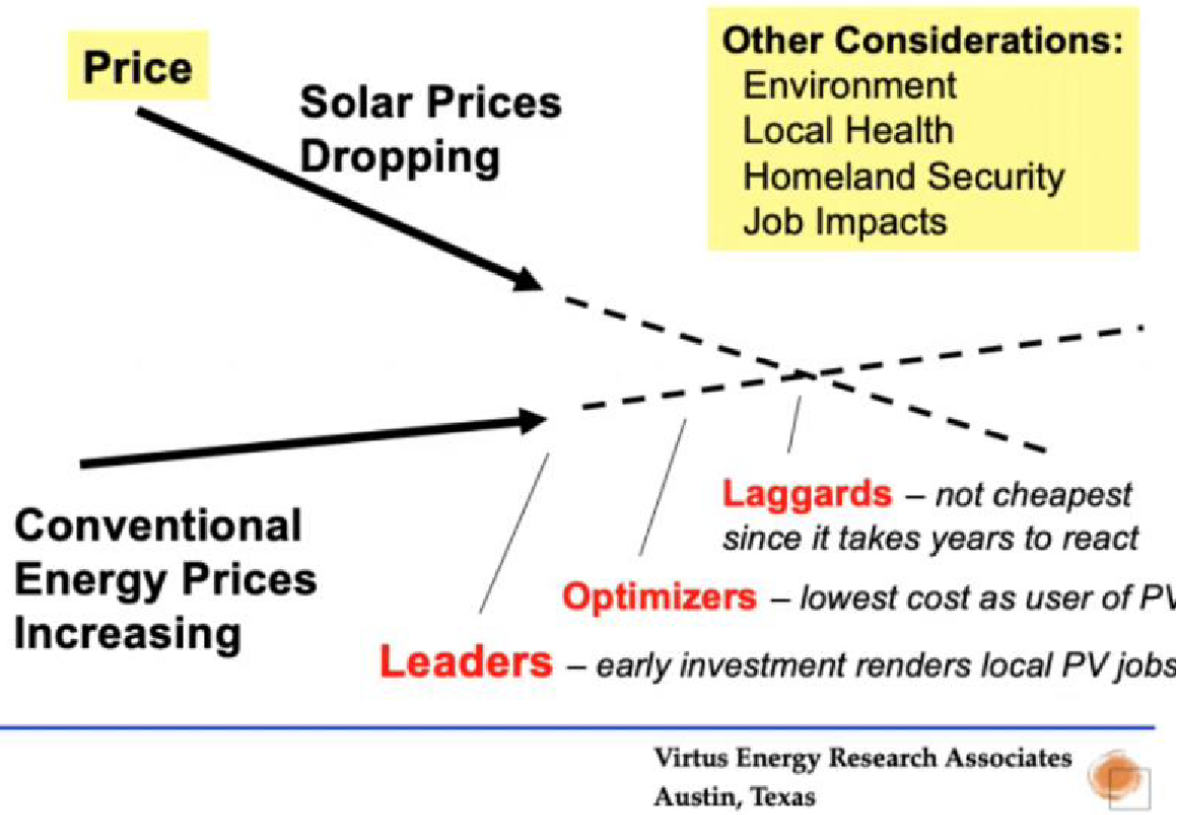 Price
Solar Prices
Dropping
Other Considerations:
Environment
Local Health
Homeland Security
Job Impacts
Conventional
Energy Prices
Increasing
Laggards – not cheapest
since it takes years to react
Optimizers – lowest cost as user of PV
Leaders – early investment renders local PV jobs
Virtus Energy Research Associates
Austin, Texas